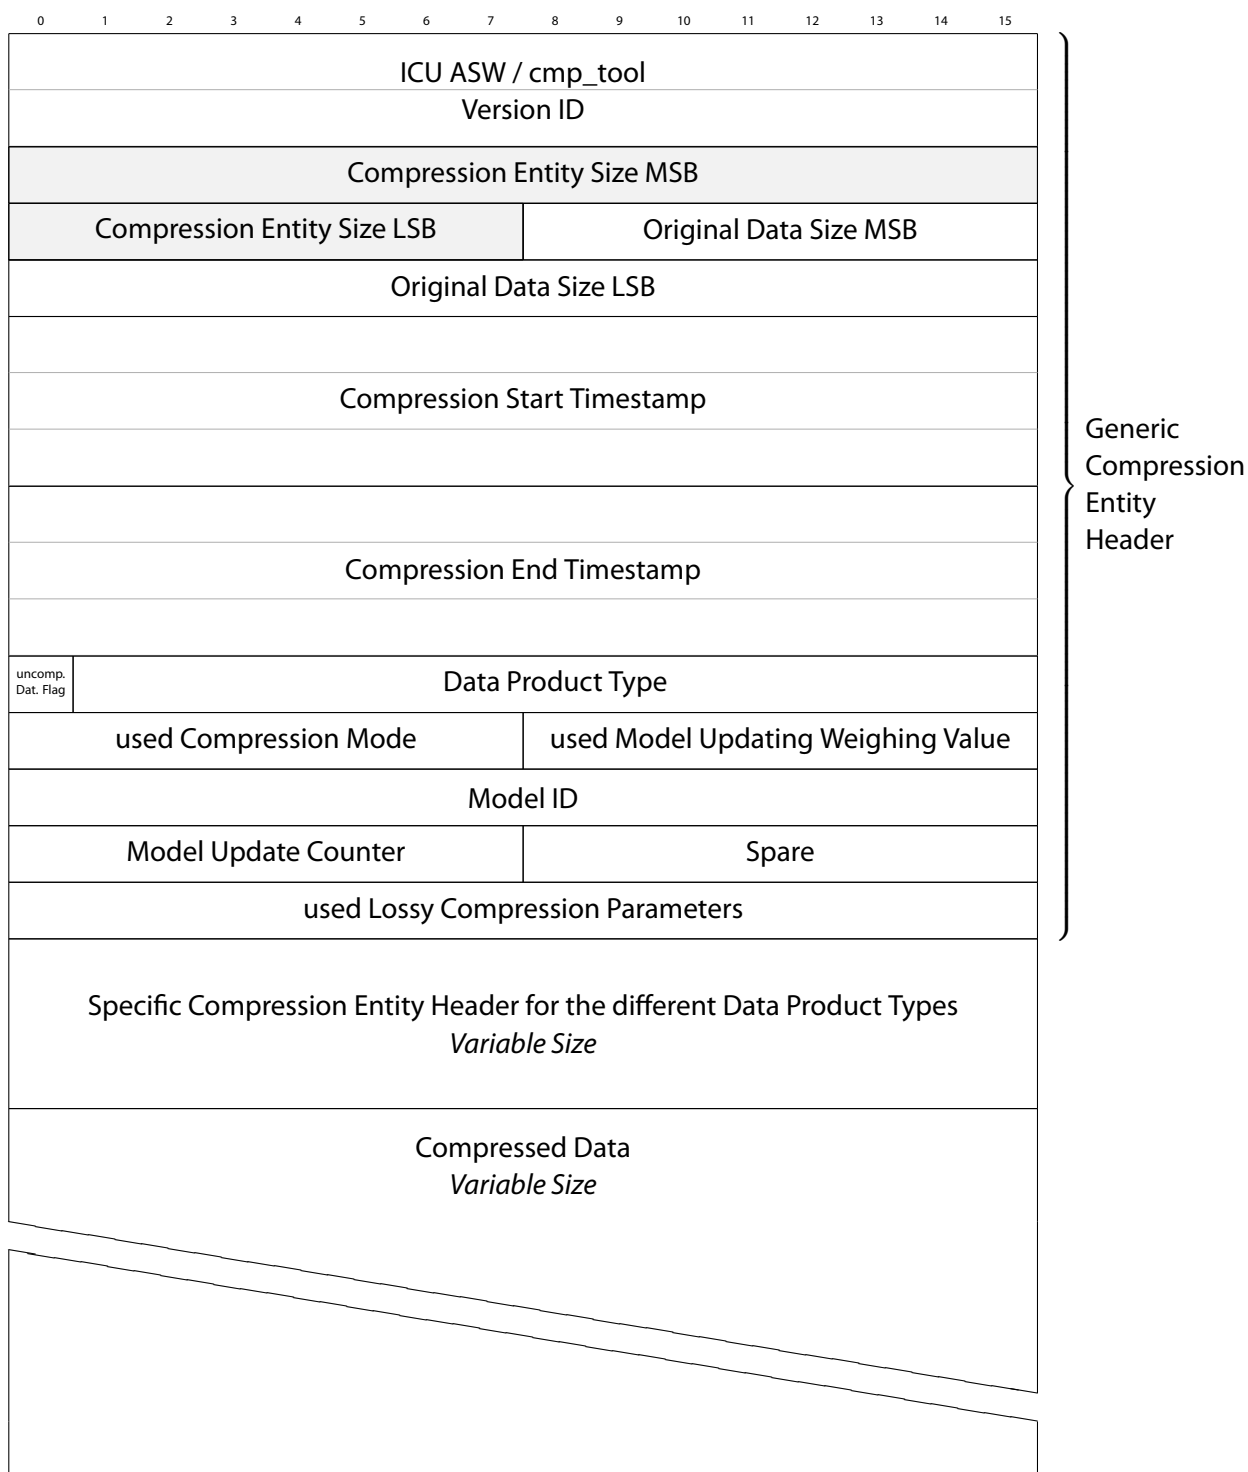 0 1 2 3 4 5 6 7 8 9 10 11 12 13 14 15
ICU ASW / cmp_tool
Version ID
Compression Entity Size MSB
Compression Entity Size LSB
Original Data Size MSB
Original Data Size LSB
Compression Start Timestamp
Generic
Compression
Entity
Header
Compression End Timestamp
uncomp.
Dat. Flag
Data Product Type
used Compression Mode
used Model Updating Weighing Value
Model ID
Model Update Counter
Spare
used Lossy Compression Parameters
Specific Compression Entity Header for the different Data Product Types
Variable Size
Compressed Data
Variable Size